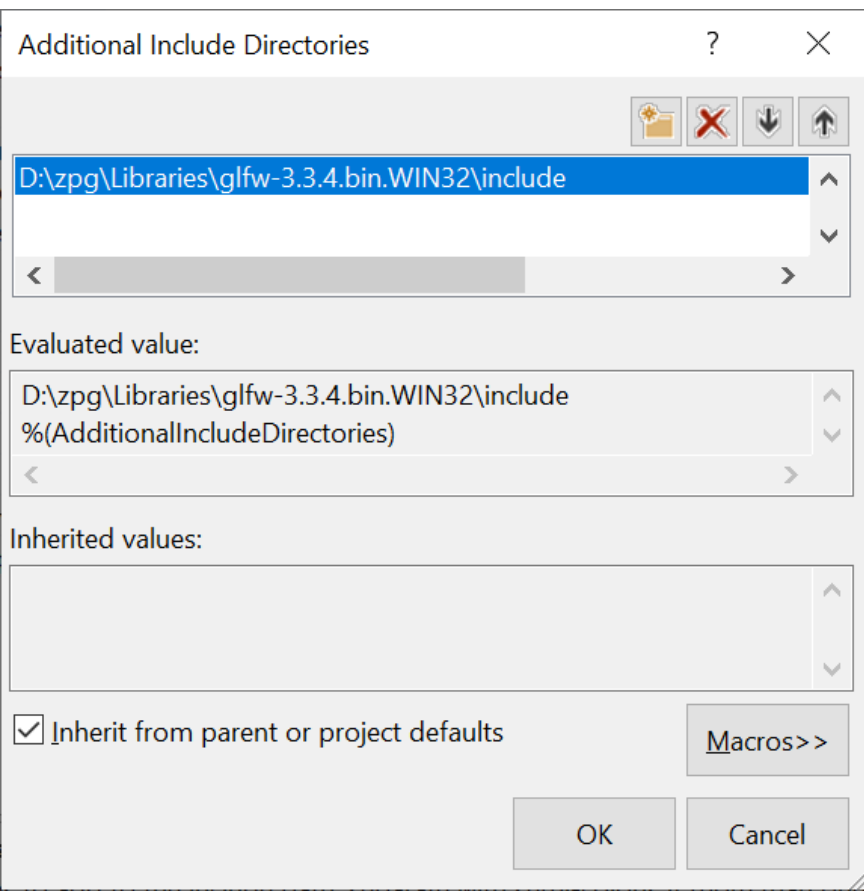 Additional Include Directories
?
D:\zpg\Libraries\glfw-3.3.4.bin.WIN32\include
Evaluated value:
D:\zpg\Libraries\glfw-3.3.4.bin.WIN32\include
%(AdditionalIncludeDirectories)
Inherited values:
Inherit from parent or project defaults
Macros>>
OK
Cancel